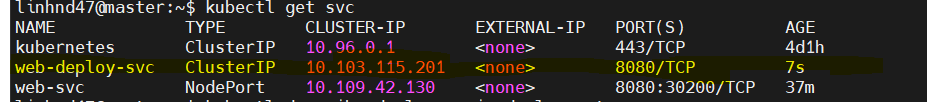 linhnd47@master:~$ kubectl get svc
NAME TYPE CLUSTER-IP EXTERNAL-IP PORT(S) AGE
kubernetes ClusterIP 10.96.0.1 <none> 443/TCP 4d1h
web-deploy-svc ClusterIP 10.103.115.201 <none> 8080/TCP 7s
web-svc NodePort 10.109.42.130 <none> 8080:30200/TCP 37m